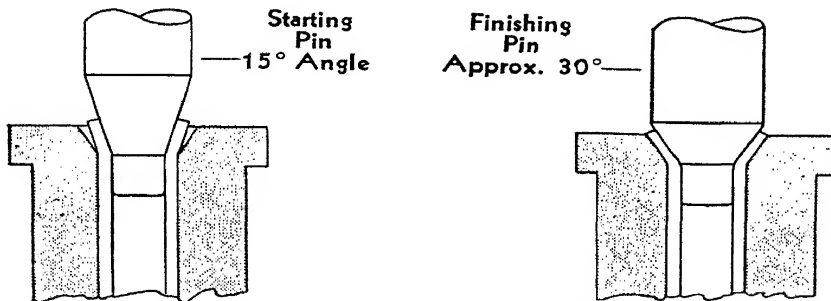 Starting
Pin
15° Angle
Finishing
Pin
Approx. 30°